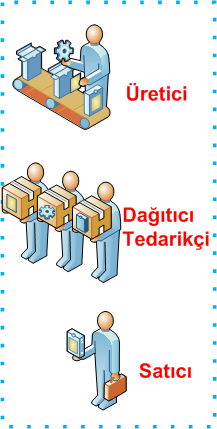 Üretici
Dağıtıcı
Tedarikçi
Satıcı